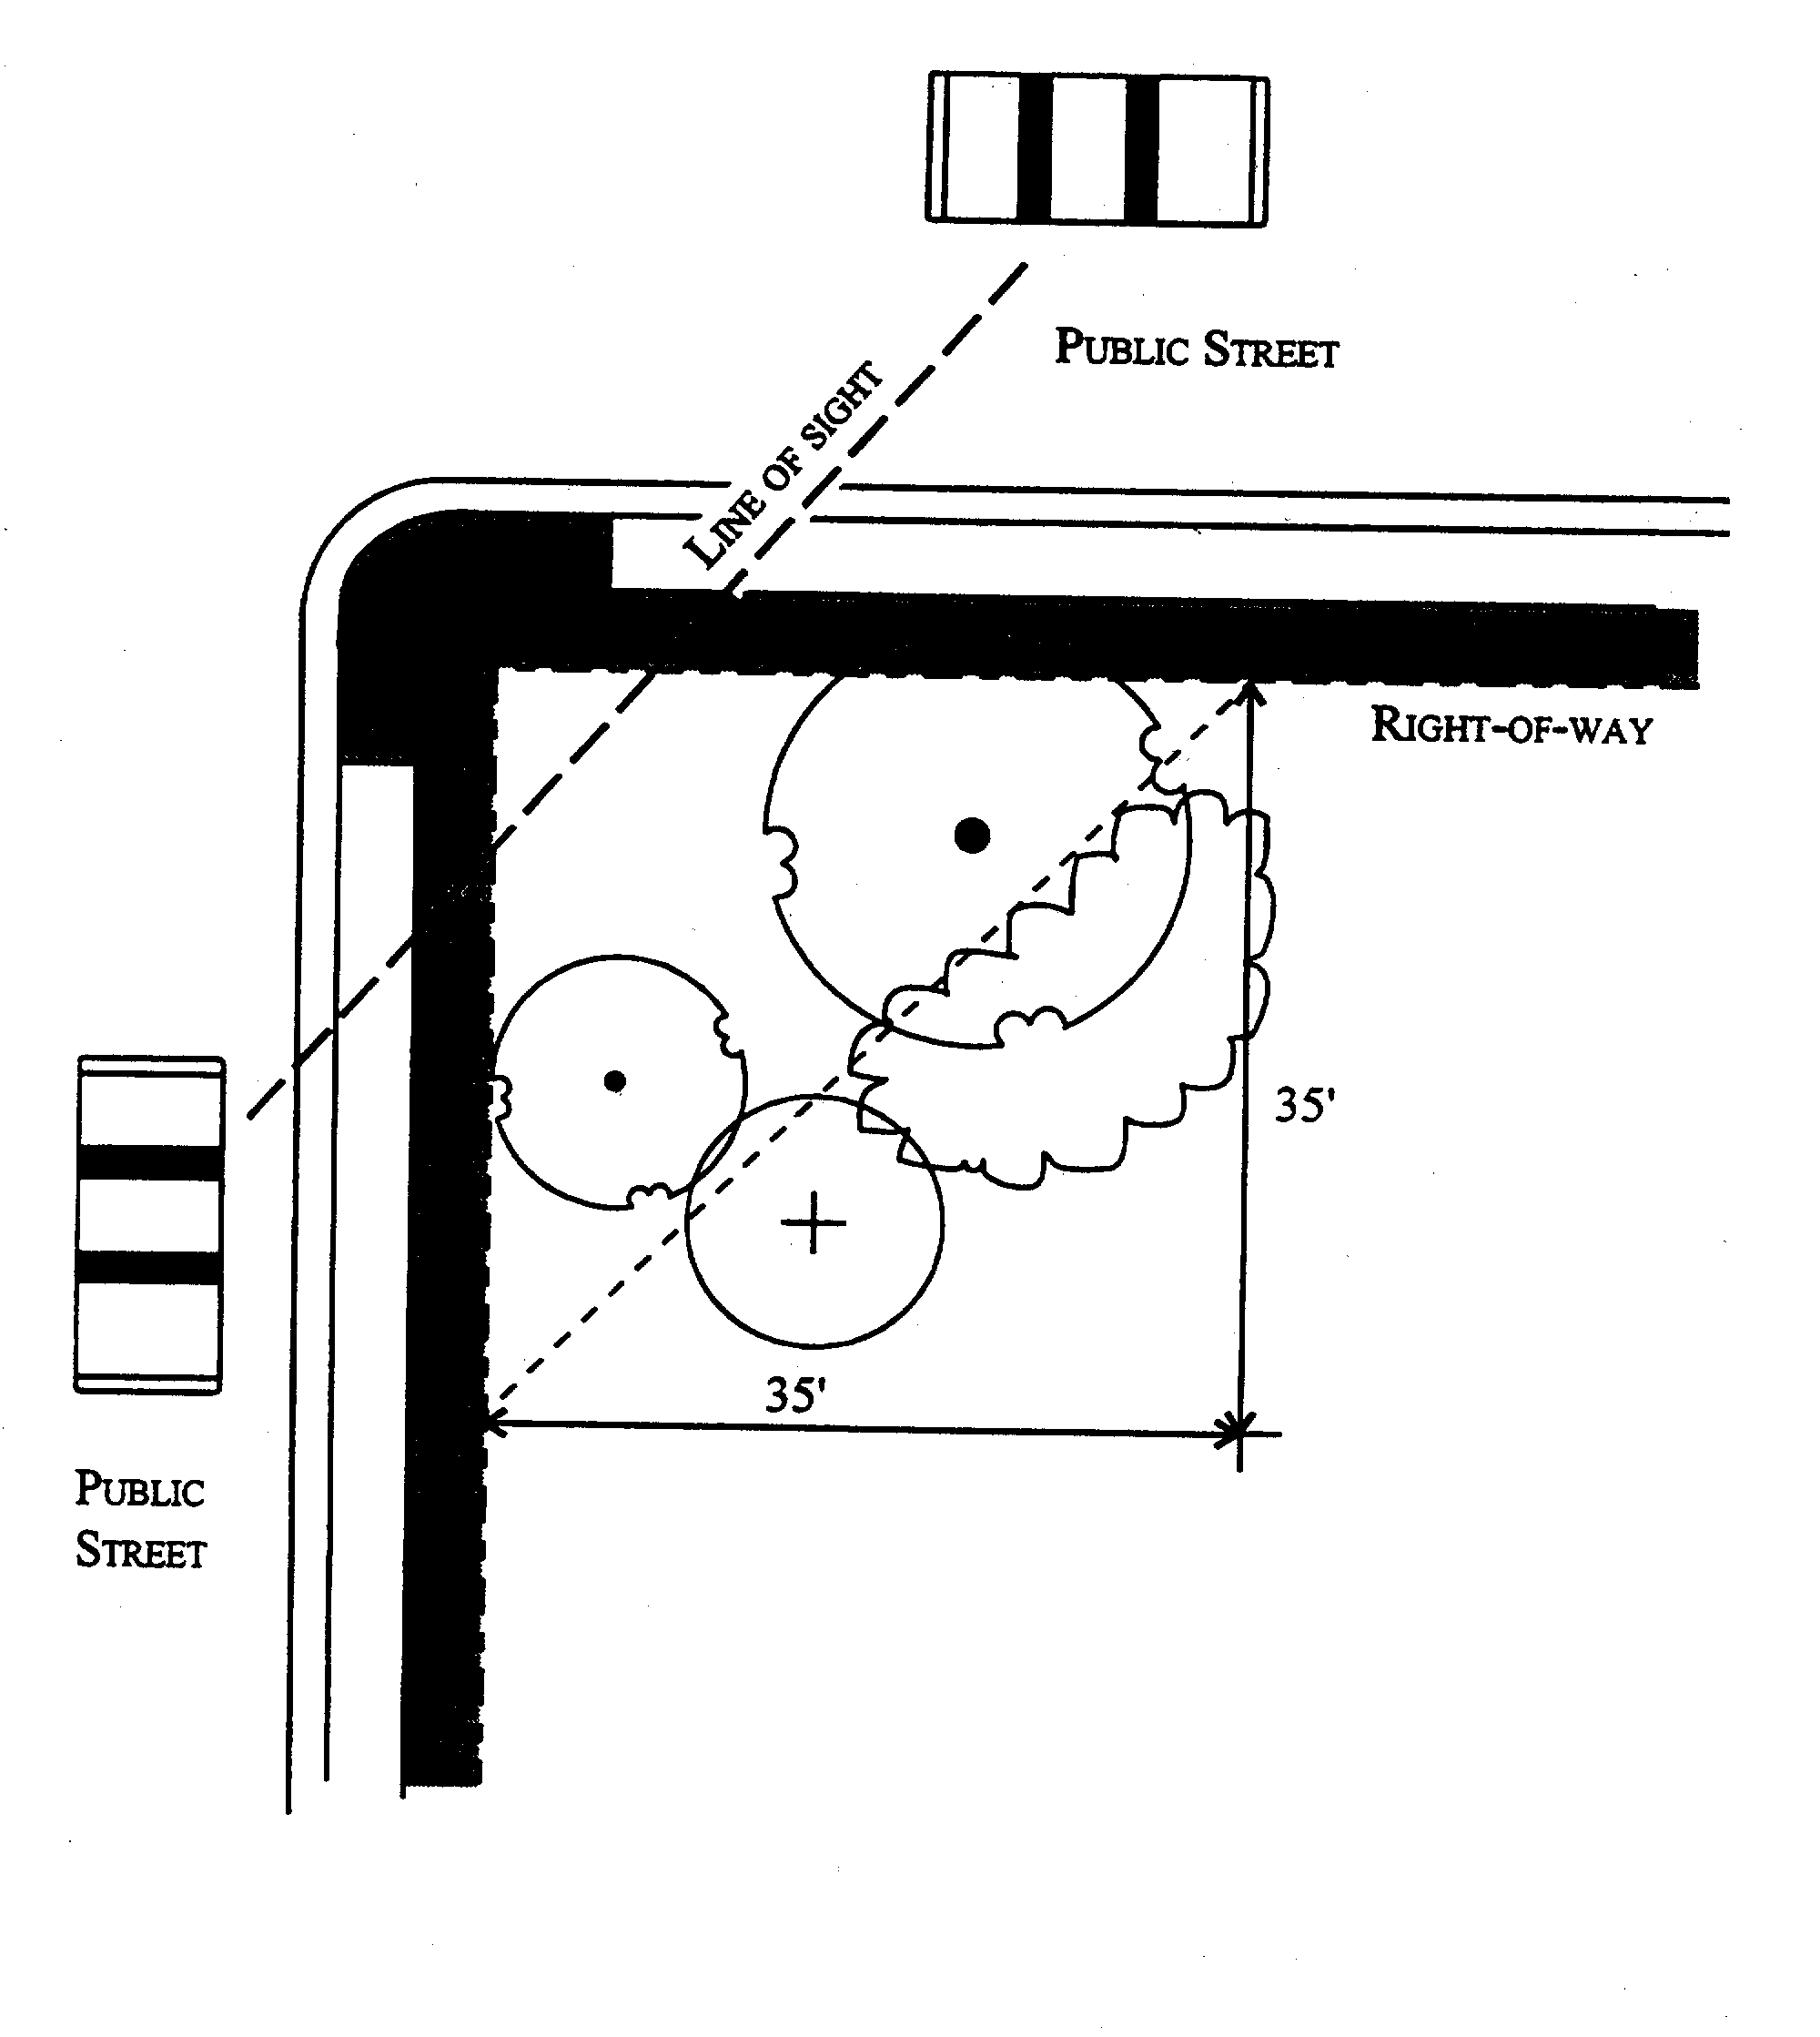 PUBLIC STREET
LINE OF SIGHT
RIGHT-OF-WAY
35'
35'
PUBLIC
STREET